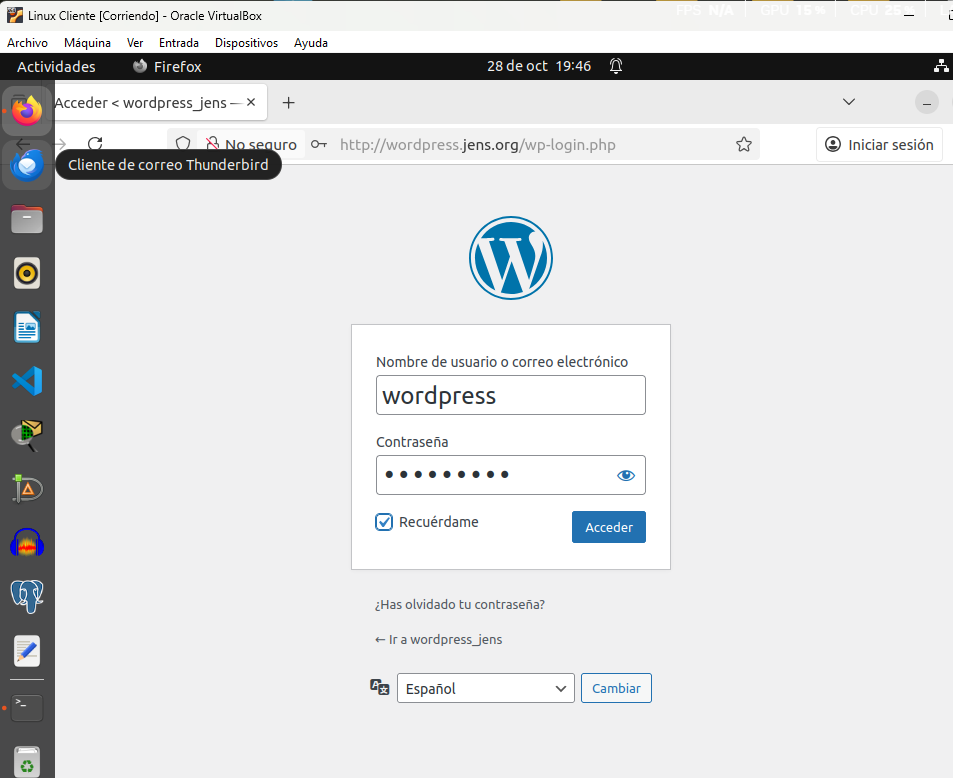 Linux Cliente [Corriendo] - Oracle VirtualBox
FPS N/A GPU 15% CPU 25%
Archivo Máquina Ver Entrada Dispositivos Ayuda
Actividades Firefox 28 de oct 19:46
Acceder < wordpress_jens —
No seguro http://wordpress.jens.org/wp-login.php Iniciar sesión
Cliente de correo Thunderbird
Nombre de usuario o correo electrónico
wordpress
Contraseña
Recuérdame Acceder
¿Has olvidado tu contraseña?
← Ir a wordpress_jens
Español Cambiar